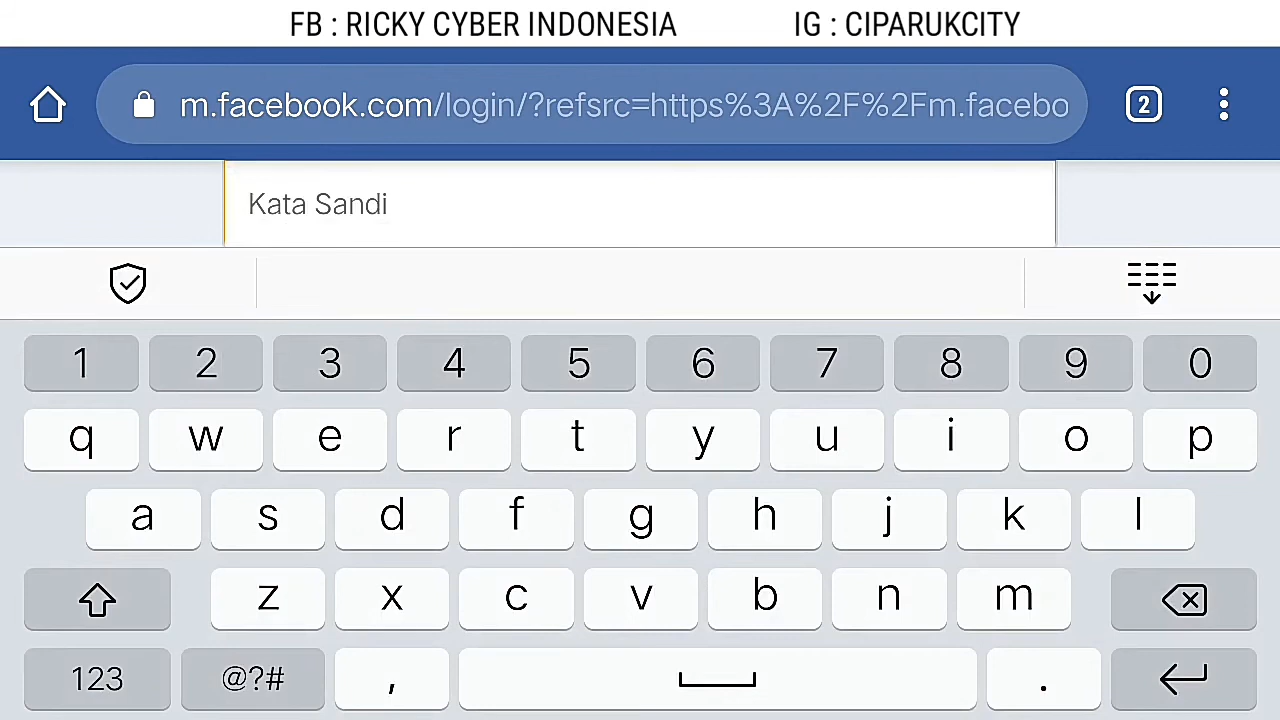 FB : RICKY CYBER INDONESIA IG : CIPARUKCITY
m.facebook.com/login/?refsrc=https%3A%2F%2Fm.facebo 2
Kata Sandi
1 2 3 4 5 6 7 8 9 0
q w e r t y u i o p
a s d f g h j k l
z x c v b n m
123 @?# , .